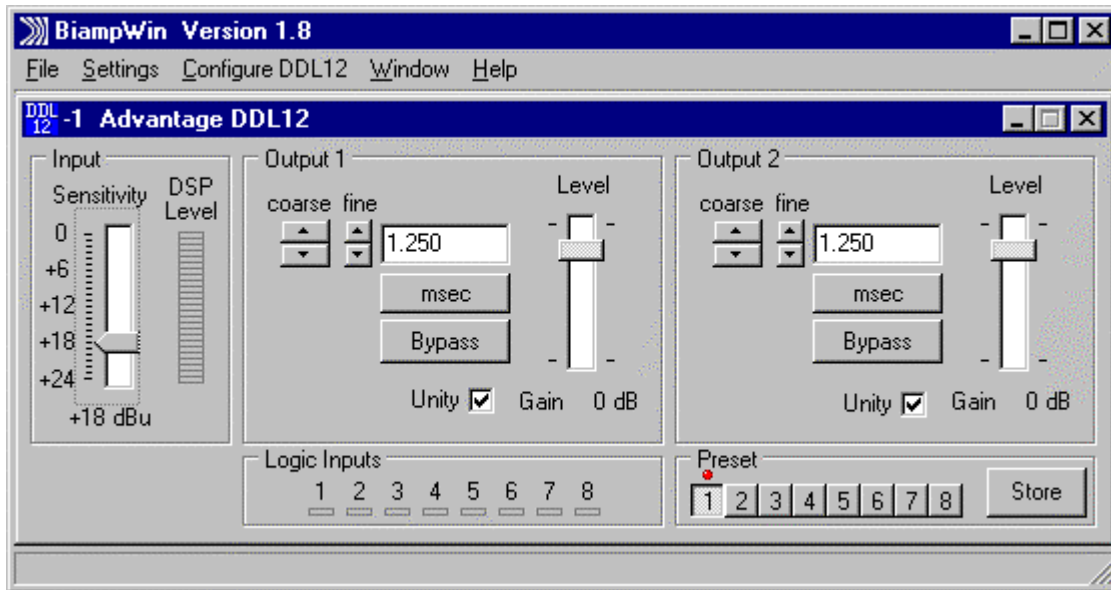 BiampWin Version 1.8
File Settings Configure DDL12 Window Help
DDL 12 -1 Advantage DDL12
Input
Sensitivity
DSP Level
0
+6
+12
+18
+24
+18 dBu
Output 1
coarse fine
Level
1.250
msec
Bypass
Unity Gain 0 dB
Output 2
coarse fine
Level
1.250
msec
Bypass
Unity Gain 0 dB
Logic Inputs
1 2 3 4 5 6 7 8
Preset
1 2 3 4 5 6 7 8
Store